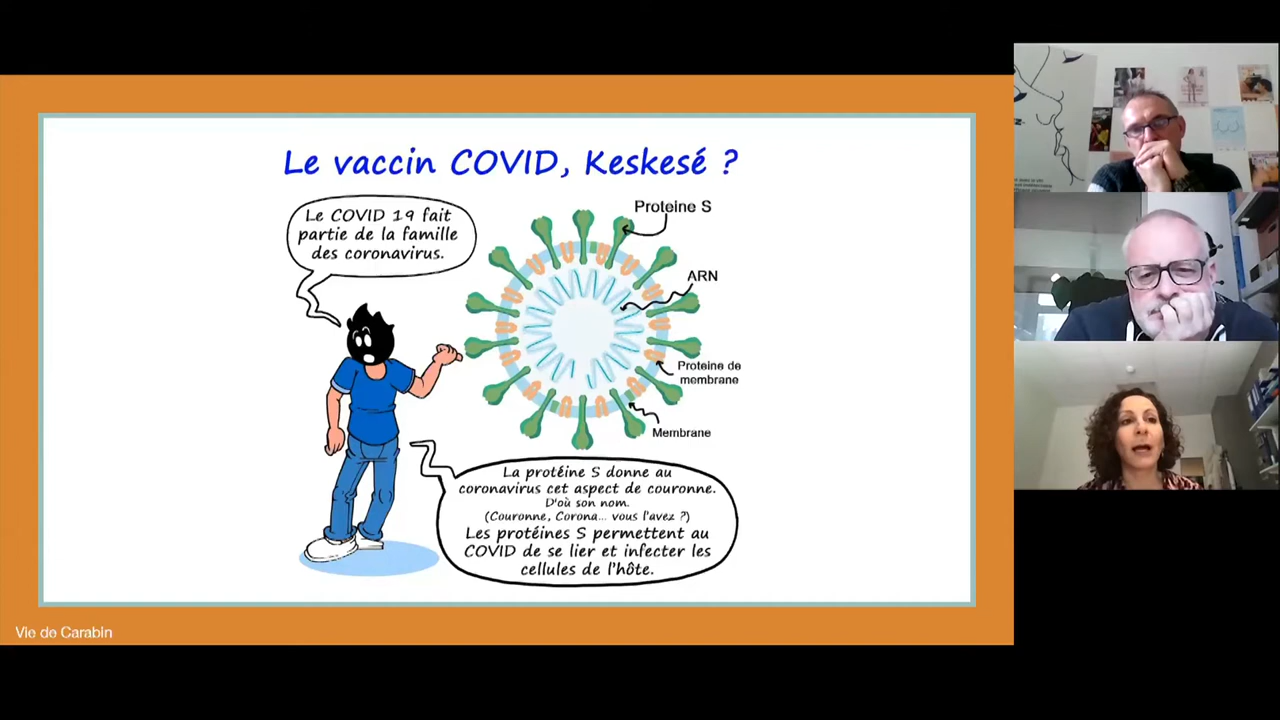 Le vaccin COVID, Keskesé ?
Le COVID 19 fait
partie de la famille
des coronavirus.
Proteine S
ARN
Proteine de
membrane
Membrane
La protéine S donne au
coronavirus cet aspect de couronne.
D'où son nom.
(Couronne, Corona... vous l'avez ?)
Les protéines S permettent au
COVID de se lier et infecter les
cellules de l'hôte.
Vie de Carabin